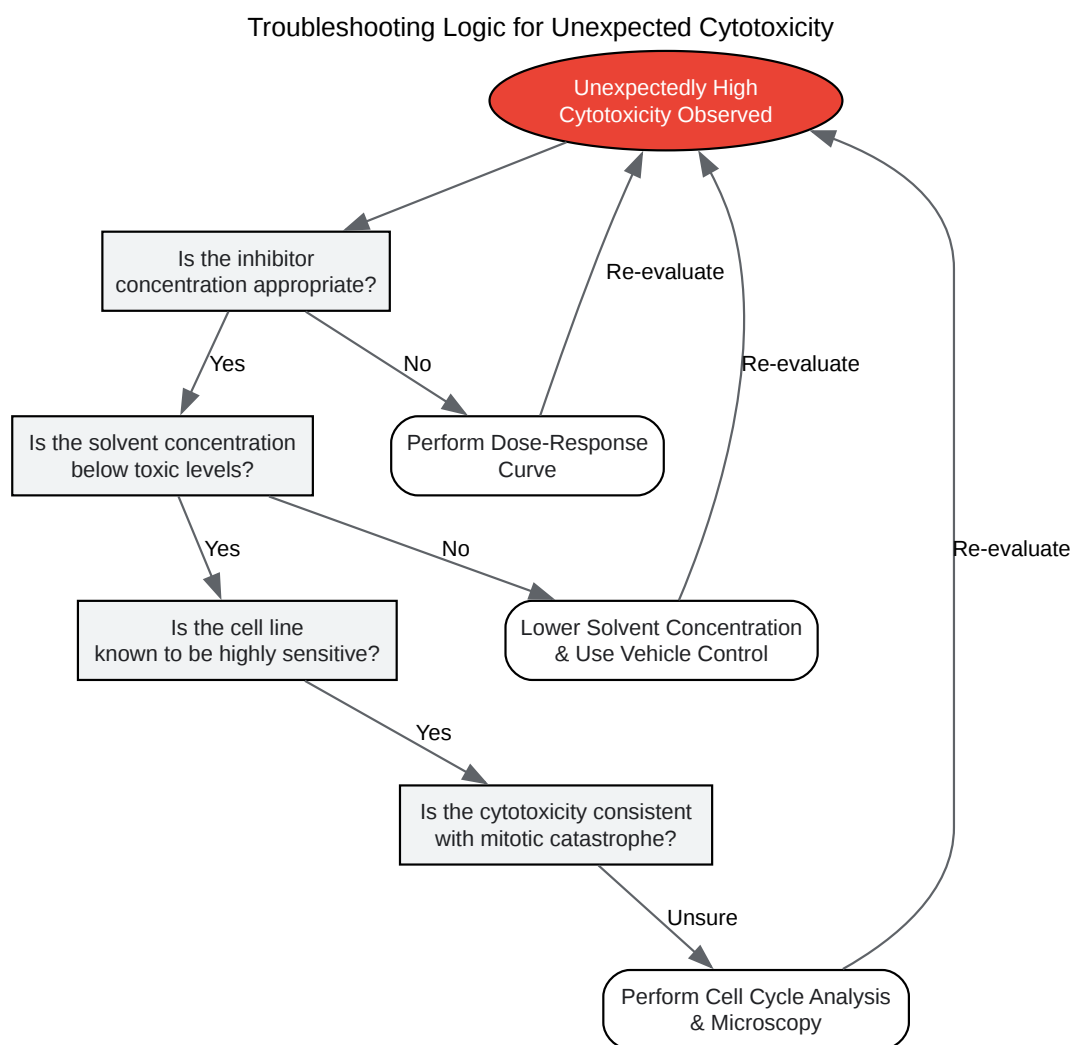 Troubleshooting Logic for Unexpected Cytotoxicity
Unexpectedly High
Cytotoxicity Observed
Is the inhibitor
concentration appropriate?
Re-evaluate
Yes
No
Re-evaluate
Is the solvent concentration
below toxic levels?
Perform Dose-Response
Curve
Yes
No
Re-evaluate
Is the cell line
known to be highly sensitive?
Lower Solvent Concentration
& Use Vehicle Control
Yes
Is the cytotoxicity consistent
with mitotic catastrophe?
Unsure
Perform Cell Cycle Analysis
& Microscopy